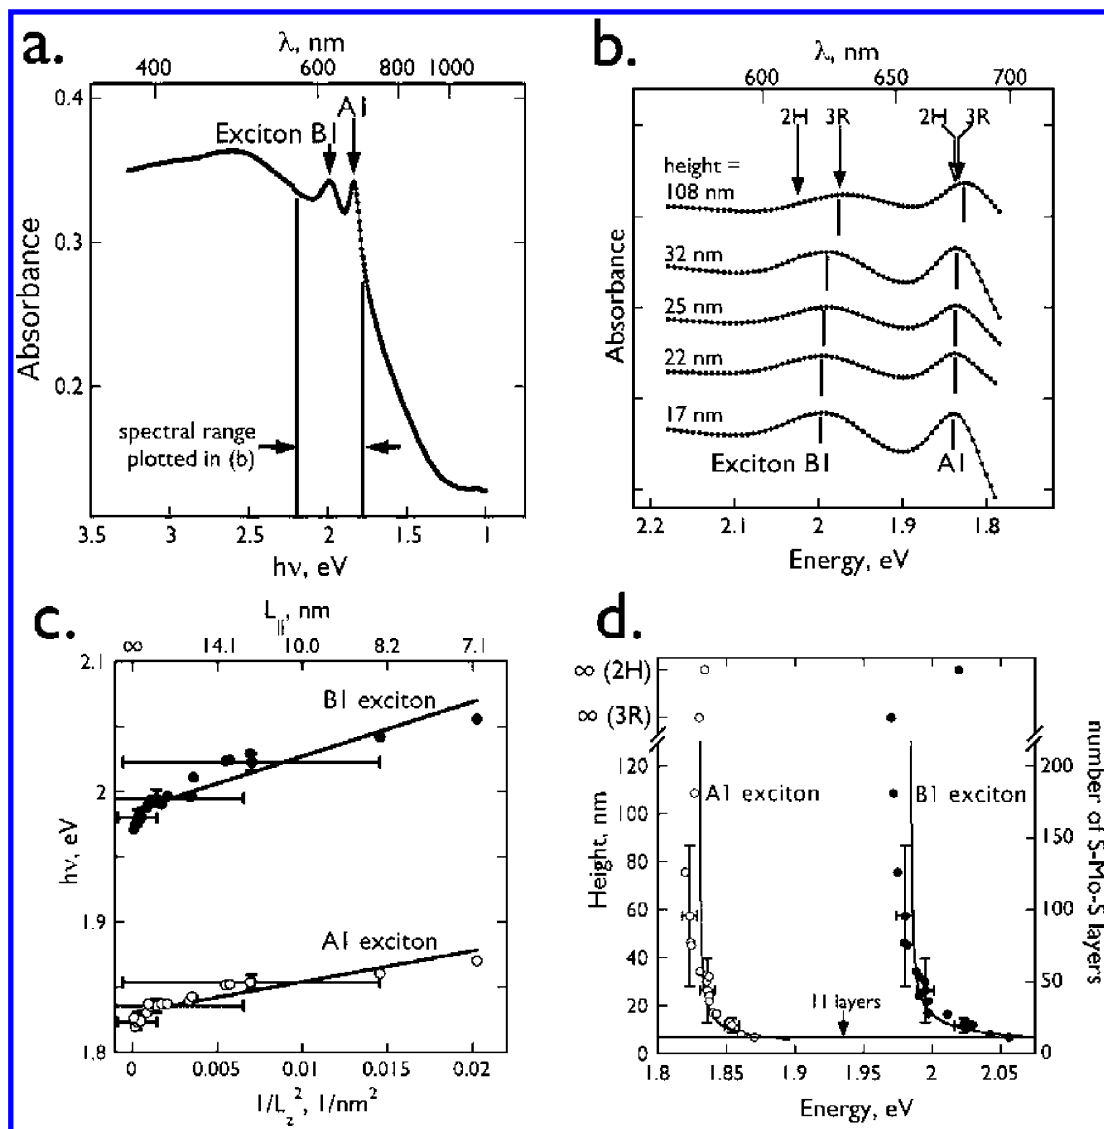 a.
λ, nm
400 600 800 1000
A1
Exciton B1
0.4
0.3
0.2
Absorbance
spectral range
plotted in (b)
3.5 3 2.5 2 1.5 1
hν, eV
b.
λ, nm
600 650 700
2H 3R 2H 3R
height =
108 nm
32 nm
25 nm
22 nm
17 nm
Absorbance
Exciton B1 A1
2.2 2.1 2 1.9 1.8
Energy, eV
c.
L||, nm
∞ 14.1 10.0 8.2 7.1
2.1
2
1.9
1.8
hν, eV
B1 exciton
A1 exciton
0 0.005 0.01 0.015 0.02
1/Lz², 1/nm²
d.
∞ (2H)
∞ (3R)
120
100
80
60
40
20
0
Height, nm
A1 exciton
B1 exciton
11 layers
200
150
100
50
0
number of S-Mo-S layers
1.8 1.85 1.9 1.95 2 2.05
Energy, eV